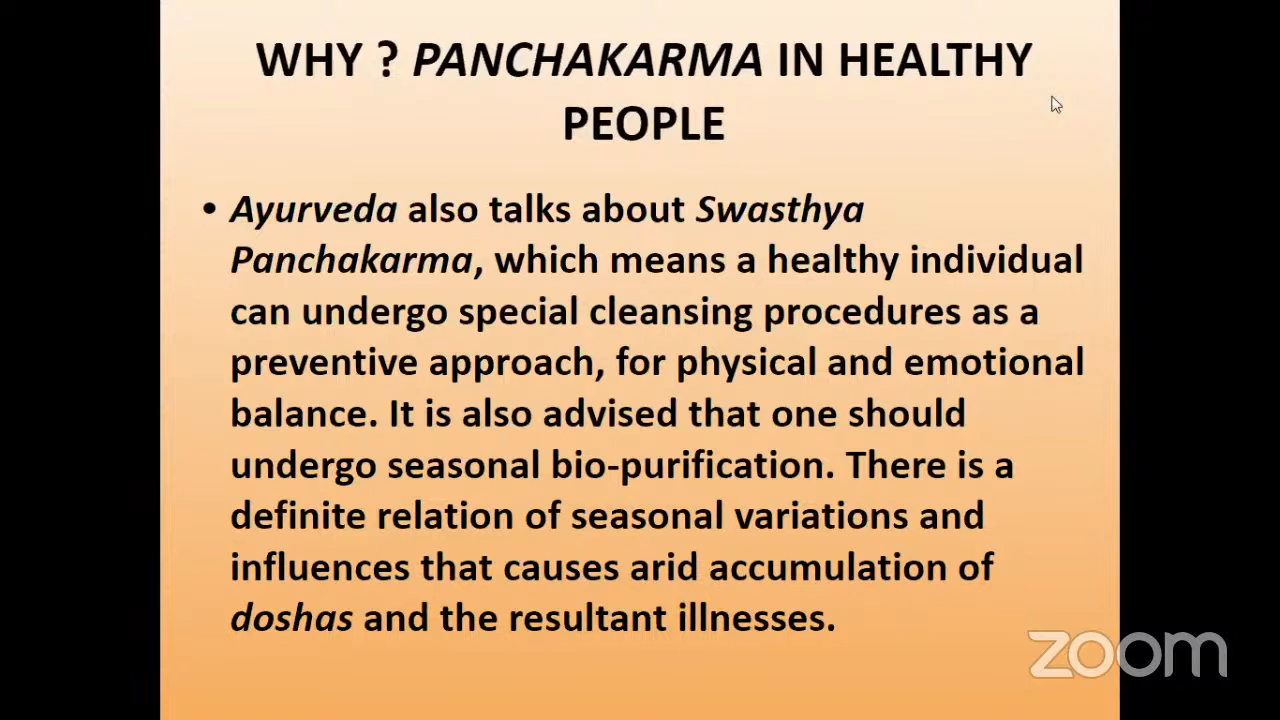 WHY ? PANCHAKARMA IN HEALTHY
PEOPLE
• Ayurveda also talks about Swasthya
Panchakarma, which means a healthy individual
can undergo special cleansing procedures as a
preventive approach, for physical and emotional
balance. It is also advised that one should
undergo seasonal bio-purification. There is a
definite relation of seasonal variations and
influences that causes arid accumulation of
doshas and the resultant illnesses.
zoom